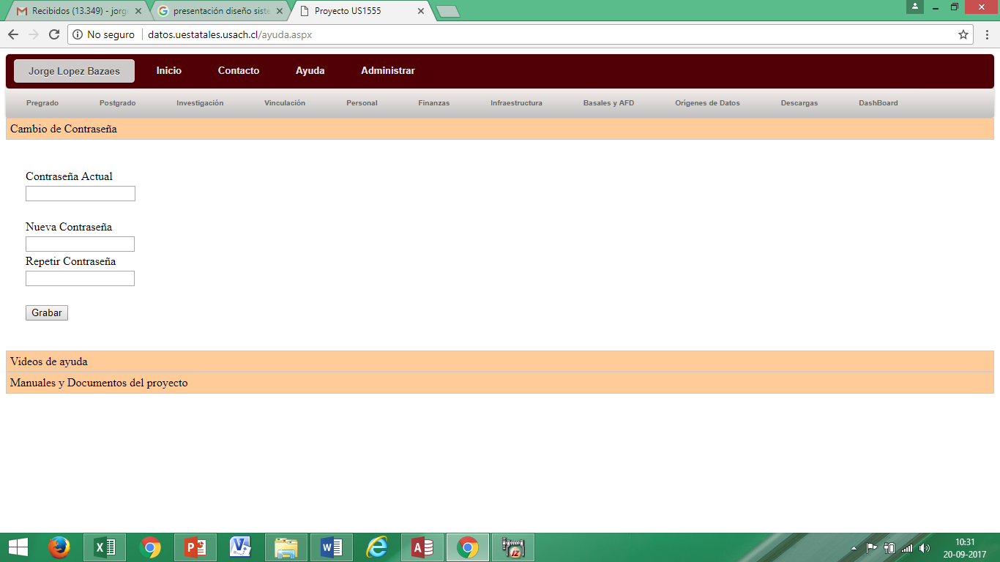 Recibidos (13.349) - jorge
presentación diseño siste
Proyecto US1555
No seguro
datos.uestatales.usach.cl/ayuda.aspx
Jorge Lopez Bazaes Inicio Contacto Ayuda Administrar
Pregrado Postgrado Investigación Vinculación Personal Finanzas Infraestructura Basales y AFD Orígenes de Datos Descargas DashBoard
Cambio de Contraseña
Contraseña Actual
Nueva Contraseña
Repetir Contraseña
Grabar
Videos de ayuda
Manuales y Documentos del proyecto
10:31
20-09-2017